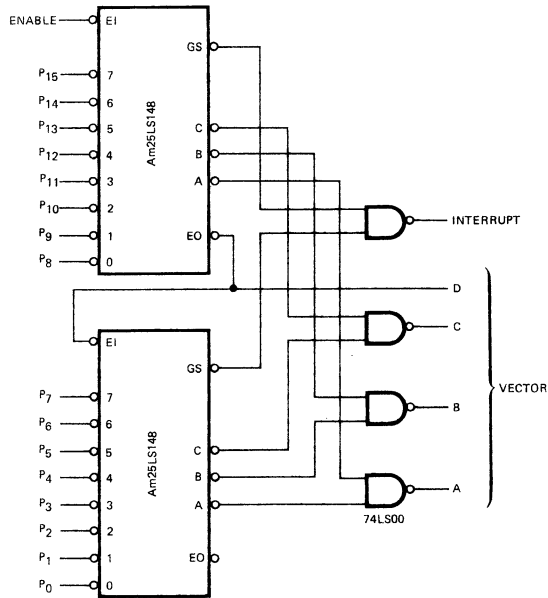 ENABLE
EI
GS
P15 7
P14 6
P13 5 C
P12 4 B
P11 3 A
P10 2
P9 1 EO
P8 0
Am25LS148
INTERRUPT
D
C
B
A
VECTOR
74LS00
EI
GS
P7 7
P6 6
P5 5 C
P4 4 B
P3 3 A
P2 2
P1 1 EO
P0 0
Am25LS148